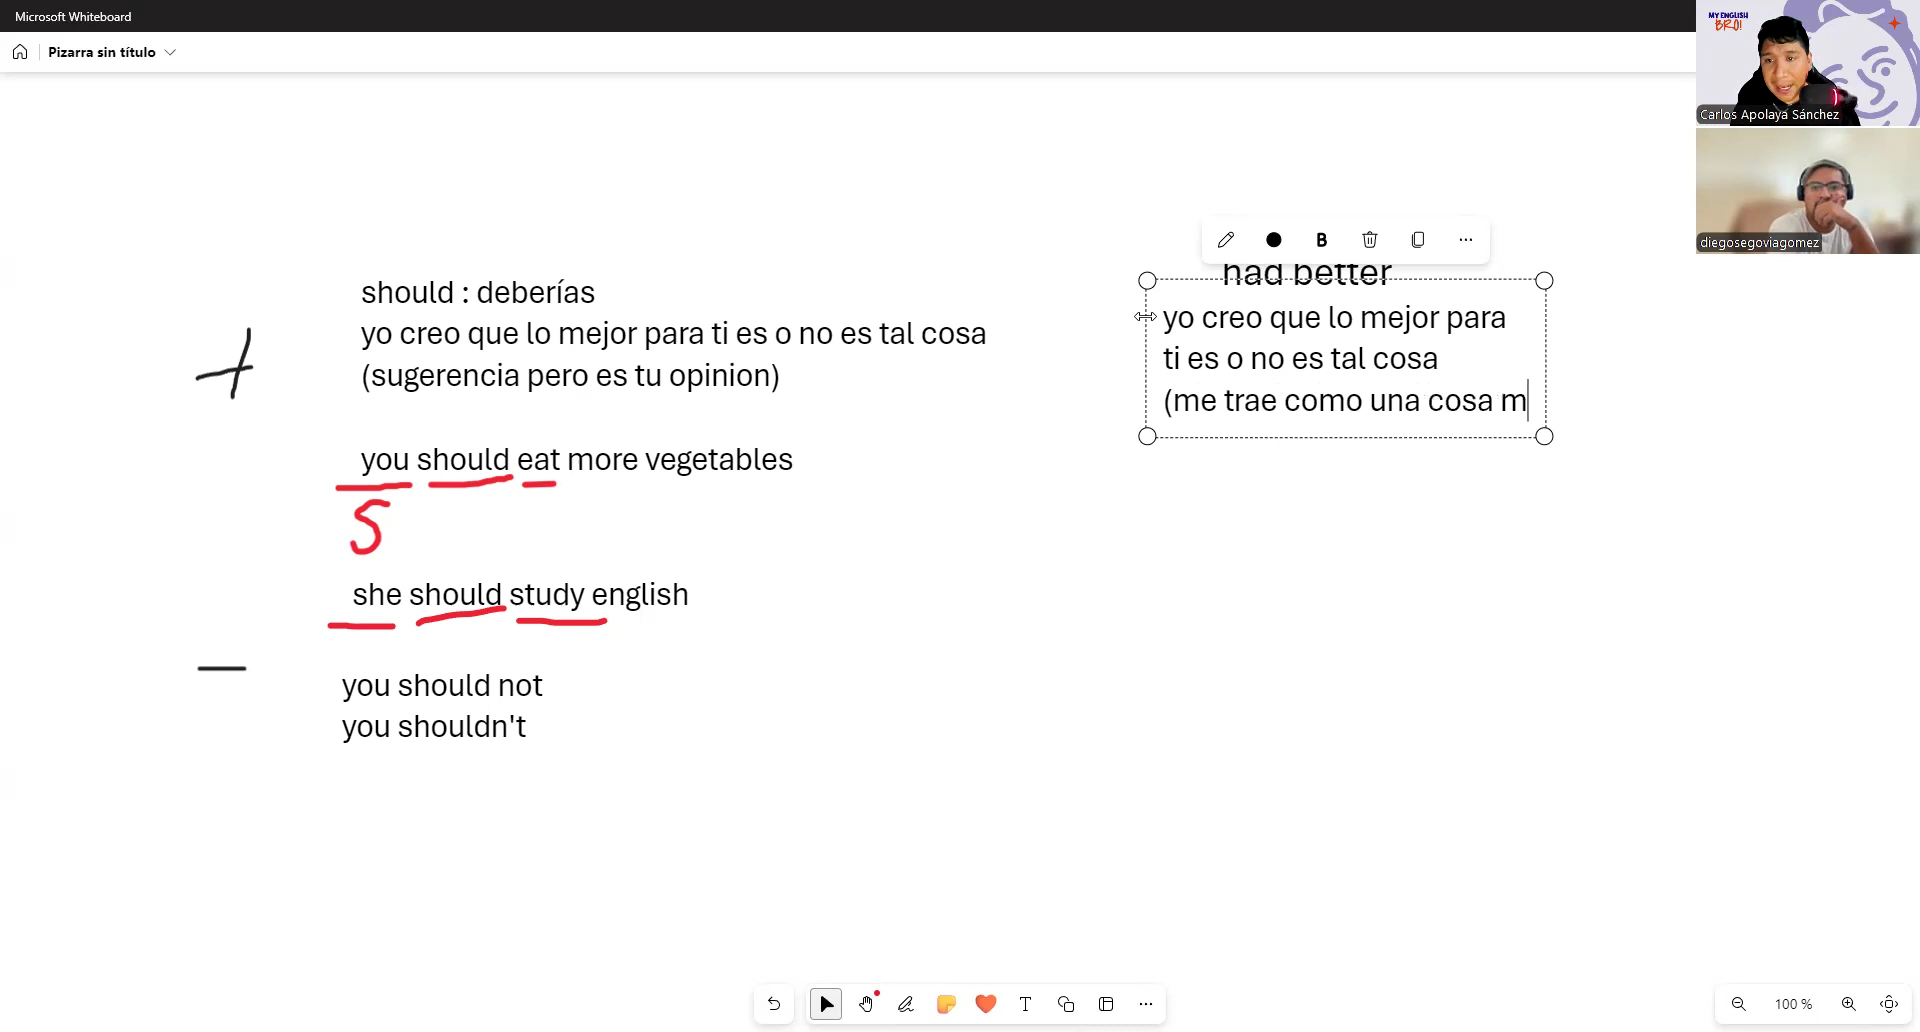 Microsoft Whiteboard
Pizarra sin título
MY ENGLISH
BRO!
Carlos Apolaya Sánchez
diegosegoviagomez
should : deberías
yo creo que lo mejor para ti es o no es tal cosa
(sugerencia pero es tu opinion)
you should eat more vegetables
S
she should study english
you should not
you shouldn't
B
had better
yo creo que lo mejor para
ti es o no es tal cosa
(me trae como una cosa m
100 %